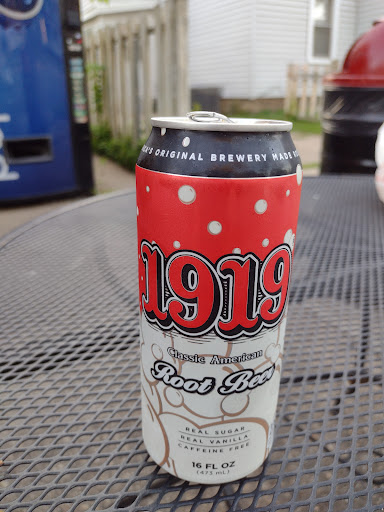 ORIGINAL BREWERY MADE
1919
Classic American
Root Beer
REAL SUGAR
REAL VANILLA
CAFFEINE FREE
16 FL OZ
(473 mL)